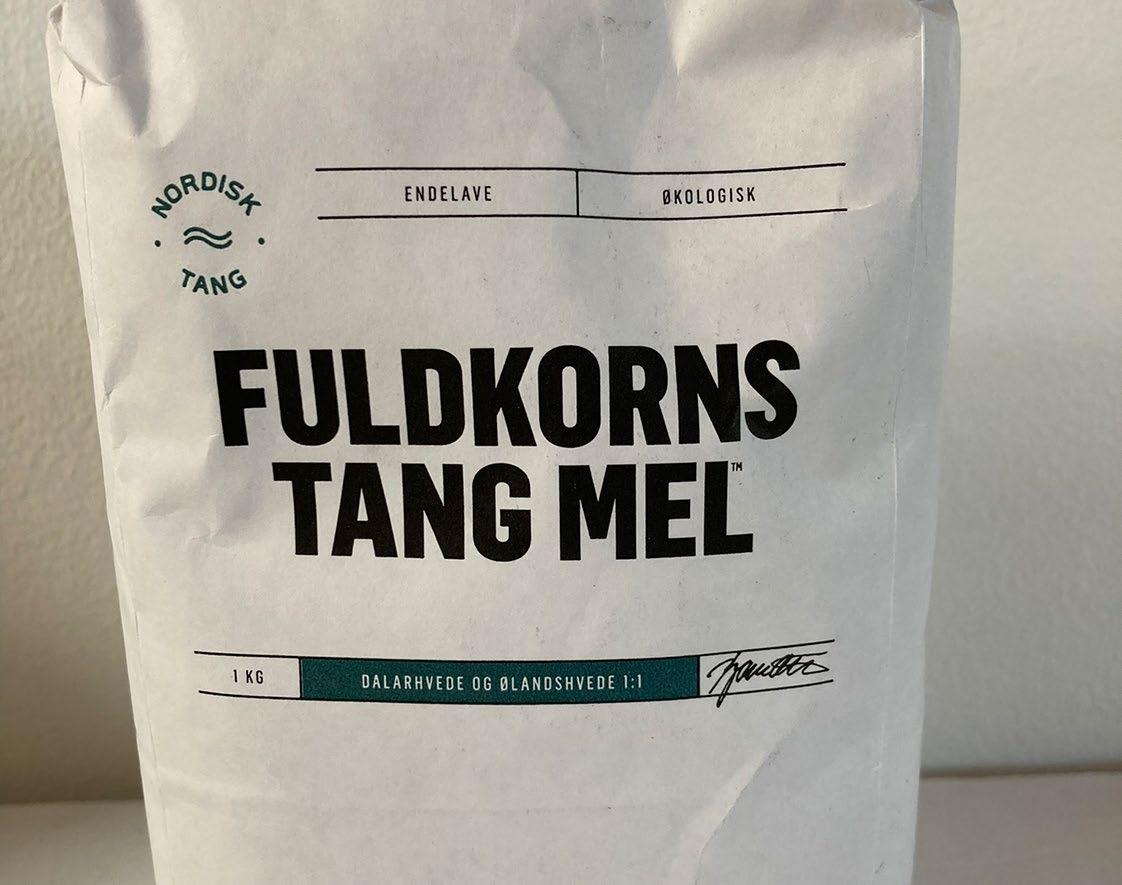 NORDISK
TANG
ENDELAVE ØKOLOGISK
FULDKORNS
TANG MEL™
1 KG DALARHVEDE OG ØLANDSHVEDE 1:1